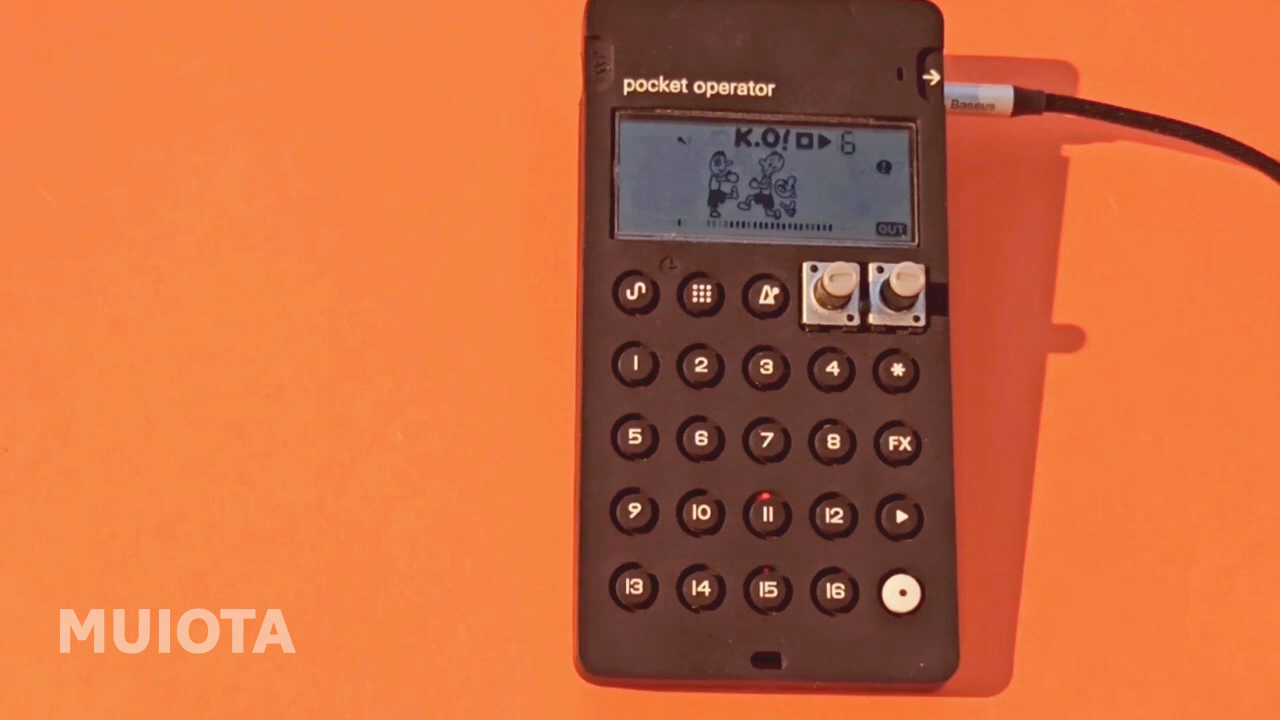 pocket operator
Baseus
K.O! 6
OUT
1 2 3 4 *
5 6 7 8 FX
9 10 11 12
13 14 15 16
MUIOTA